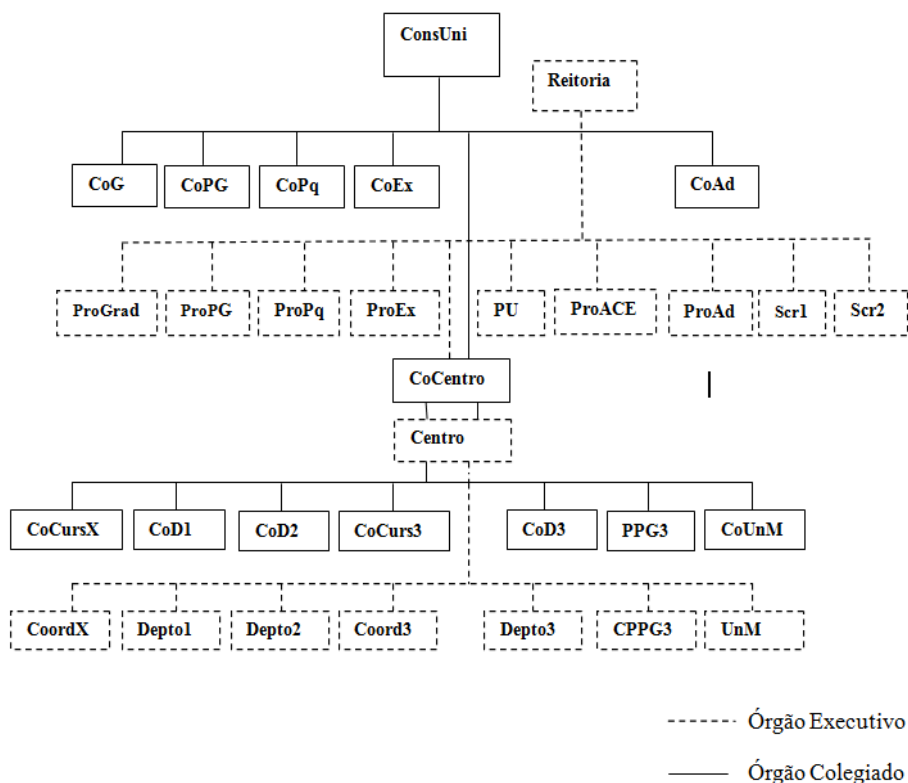 ConsUni
Reitoria
CoG
CoPG
CoPq
CoEx
CoAd
ProGrad
ProPG
ProPq
ProEx
PU
ProACE
ProAd
Scr1
Scr2
CoCentro
Centro
CoCursX
CoD1
CoD2
CoCurs3
CoD3
PPG3
CoUnM
CoordX
Depto1
Depto2
Coord3
Depto3
CPPG3
UnM
Órgão Executivo
Órgão Colegiado